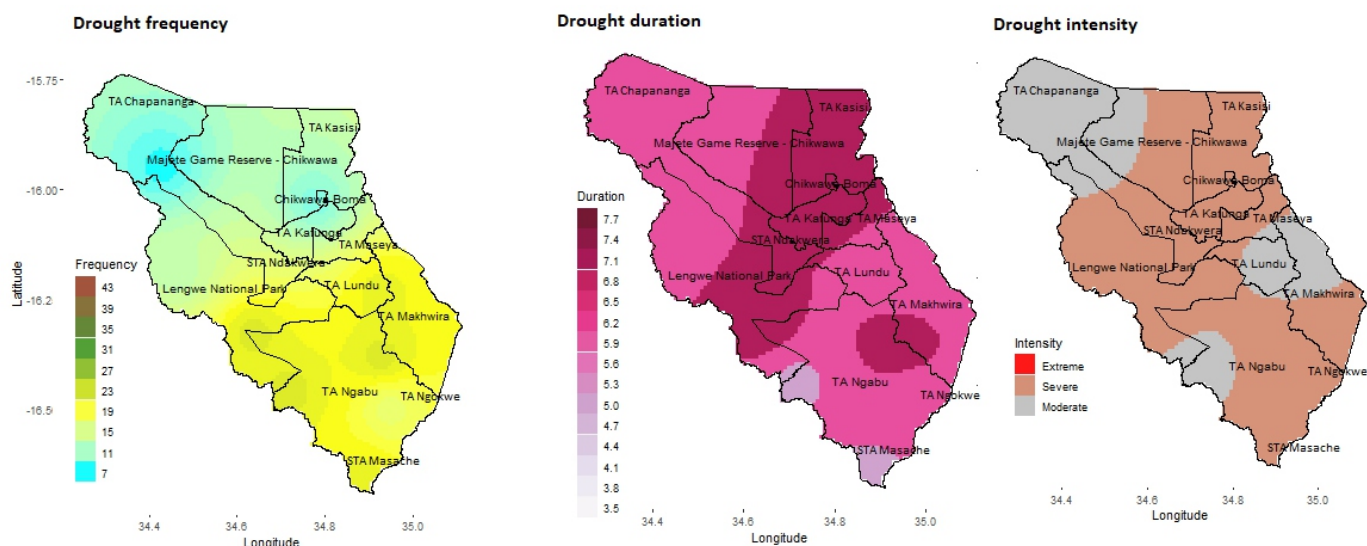 Drought frequency
-15.75
-16.00
-16.2
-16.5
Latitude
TA Chapananga
TA Kasisi
Majete Game Reserve - Chikwawa
Chikwawa Boma
TA Katunga
TA Maseya
STA Ndakwera
Lengwe National Park
TA Lundu
TA Makhwira
TA Ngabu
TA Ngokwe
STA Masache
Frequency
43
39
35
31
27
23
19
15
11
7
34.4 34.6 34.8 35.0
Longitude
Drought duration
TA Chapananga
TA Kasisi
Majete Game Reserve - Chikwawa
Chikwawa Boma
TA Katunga
TA Maseya
STA Ndakwera
Lengwe National Park
TA Lundu
TA Makhwira
TA Ngabu
TA Ngokwe
STA Masache
Duration
7.7
7.4
7.1
6.8
6.5
6.2
5.9
5.6
5.3
5.0
4.7
4.4
4.1
3.8
3.5
34.4 34.6 34.8 35.0
Longitude
Drought intensity
TA Chapananga
TA Kasisi
Majete Game Reserve - Chikwawa
Chikwawa Boma
TA Katunga
TA Maseya
STA Ndakwera
Lengwe National Park
TA Lundu
TA Makhwira
TA Ngabu
TA Ngokwe
STA Masache
Intensity
Extreme
Severe
Moderate
34.4 34.6 34.8 35.0
Longitude